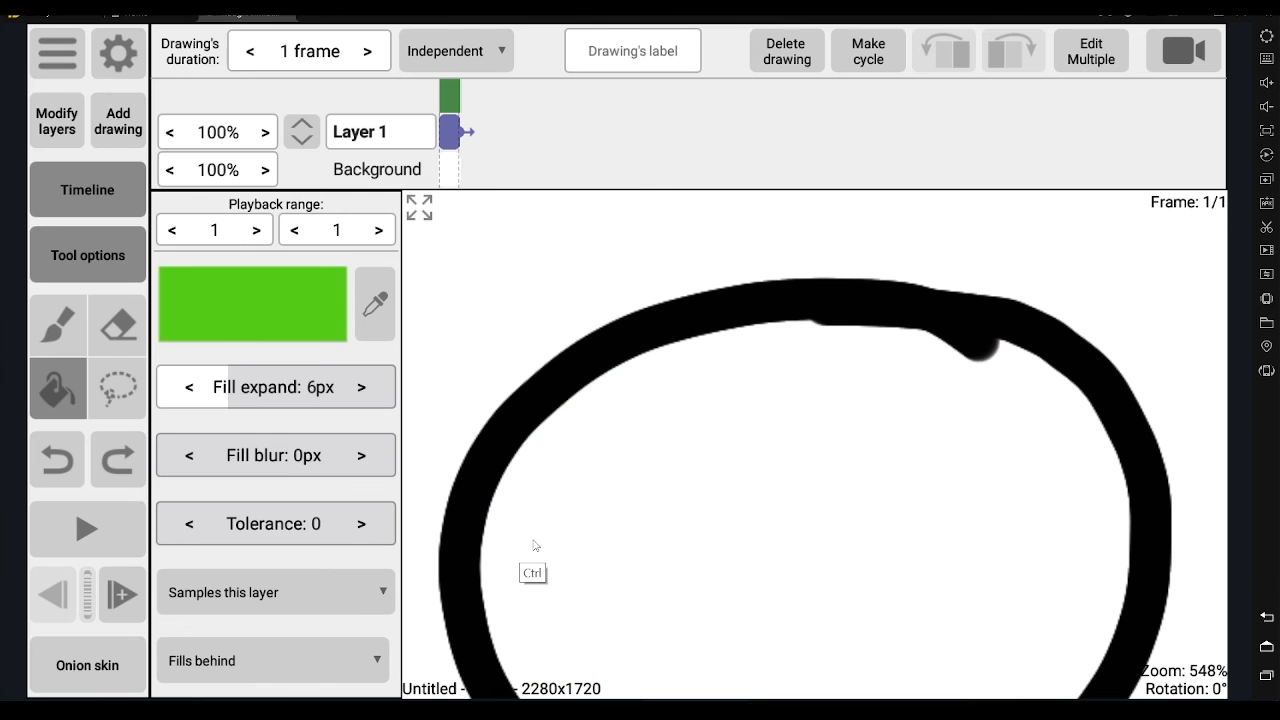 Drawing's
duration:
< 1 frame >
Independent
Drawing's label
Delete
drawing
Make
cycle
Edit
Multiple
Modify
layers
Add
drawing
< 100% >
Layer 1
< 100% >
Background
Timeline
Playback range:
Frame: 1/1
< 1 >
< 1 >
Tool options
< Fill expand: 6px >
< Fill blur: 0px >
< Tolerance: 0 >
Ctrl
Samples this layer
Fills behind
Onion skin
Zoom: 548%
Untitled - - 2280x1720
Rotation: 0°